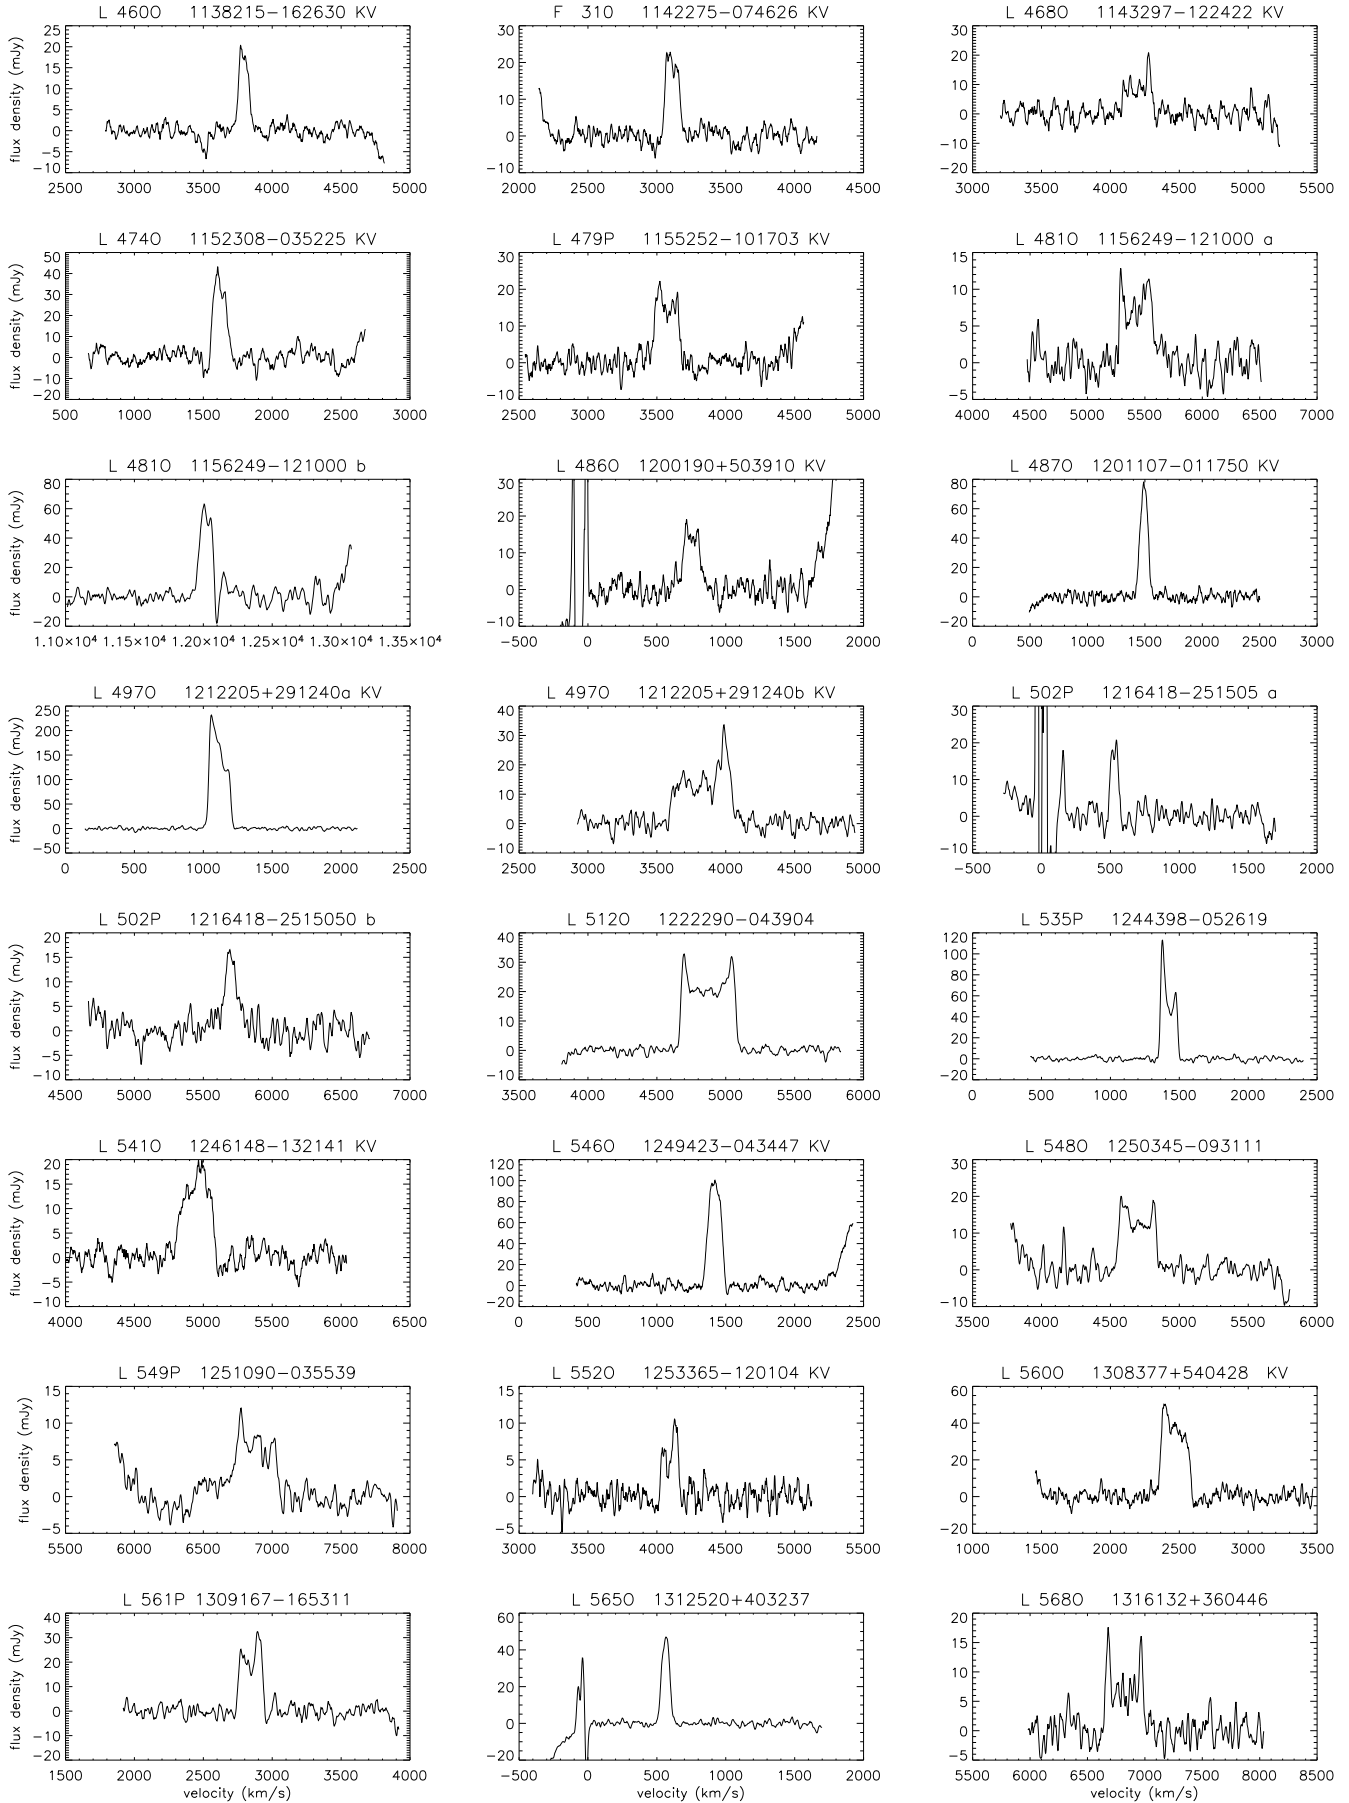 L 460O 1138215−162630 KV
F 310 1142275−074626 KV
L 468O 1143297−122422 KV
flux density (mJy)
25
20
15
10
5
0
−5
−10
2500 3000 3500 4000 4500 5000
30
20
10
0
−10
2000 2500 3000 3500 4000 4500
30
20
10
0
−10
−20
3000 3500 4000 4500 5000 5500
L 474O 1152308−035225 KV
L 479P 1155252−101703 KV
L 481O 1156249−121000 a
flux density (mJy)
50
40
30
20
10
0
−10
−20
500 1000 1500 2000 2500 3000
30
20
10
0
−10
2500 3000 3500 4000 4500 5000
15
10
5
0
−5
4000 4500 5000 5500 6000 6500 7000
L 481O 1156249−121000 b
L 486O 1200190+503910 KV
L 487O 1201107−011750 KV
flux density (mJy)
80
60
40
20
0
−20
1.10×10⁴ 1.15×10⁴ 1.20×10⁴ 1.25×10⁴ 1.30×10⁴ 1.35×10⁴
30
20
10
0
−10
−500 0 500 1000 1500 2000
80
60
40
20
0
−20
0 500 1000 1500 2000 2500 3000
L 497O 1212205+291240a KV
L 497O 1212205+291240b KV
L 502P 1216418−251505 a
flux density (mJy)
250
200
150
100
50
0
−50
0 500 1000 1500 2000 2500
40
30
20
10
0
−10
2500 3000 3500 4000 4500 5000
30
20
10
0
−10
−500 0 500 1000 1500 2000
L 502P 1216418−2515050 b
L 512O 1222290−043904
L 535P 1244398−052619
flux density (mJy)
20
15
10
5
0
−5
−10
4500 5000 5500 6000 6500 7000
40
30
20
10
0
−10
3500 4000 4500 5000 5500 6000
120
100
80
60
40
20
0
−20
0 500 1000 1500 2000 2500
L 541O 1246148−132141 KV
L 546O 1249423−043447 KV
L 548O 1250345−093111
flux density (mJy)
20
15
10
5
0
−5
−10
4000 4500 5000 5500 6000 6500
120
100
80
60
40
20
0
−20
0 500 1000 1500 2000 2500
30
20
10
0
−10
3500 4000 4500 5000 5500 6000
L 549P 1251090−035539
L 552O 1253365−120104 KV
L 560O 1308377+540428 KV
flux density (mJy)
15
10
5
0
−5
5500 6000 6500 7000 7500 8000
15
10
5
0
−5
3000 3500 4000 4500 5000 5500
60
40
20
0
−20
1000 1500 2000 2500 3000 3500
L 561P 1309167−165311
L 565O 1312520+403237
L 568O 1316132+360446
flux density (mJy)
40
30
20
10
0
−10
−20
1500 2000 2500 3000 3500 4000
velocity (km/s)
60
40
20
0
−20
−500 0 500 1000 1500 2000
velocity (km/s)
20
15
10
5
0
−5
5500 6000 6500 7000 7500 8000 8500
velocity (km/s)